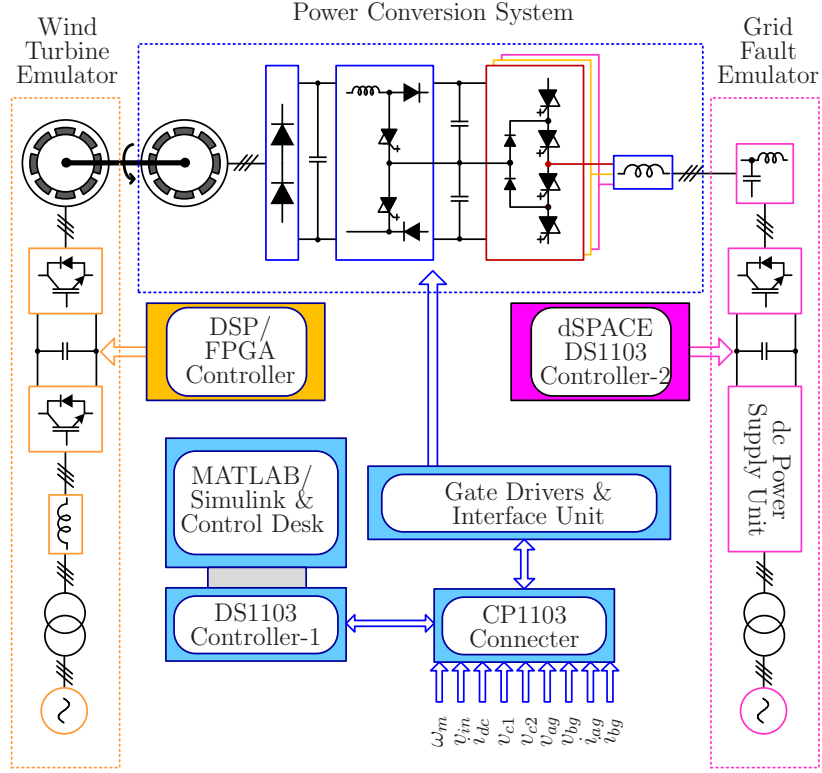 Power Conversion System
Wind
Turbine
Emulator
Grid
Fault
Emulator
DSP/
FPGA
Controller
dSPACE
DS1103
Controller-2
dc Power
Supply Unit
MATLAB/
Simulink &
Control Desk
Gate Drivers &
Interface Unit
DS1103
Controller-1
CP1103
Connecter
ω_m
v_in
i_dc
v_c1
v_c2
v_ag
v_bg
i_ag
i_bg